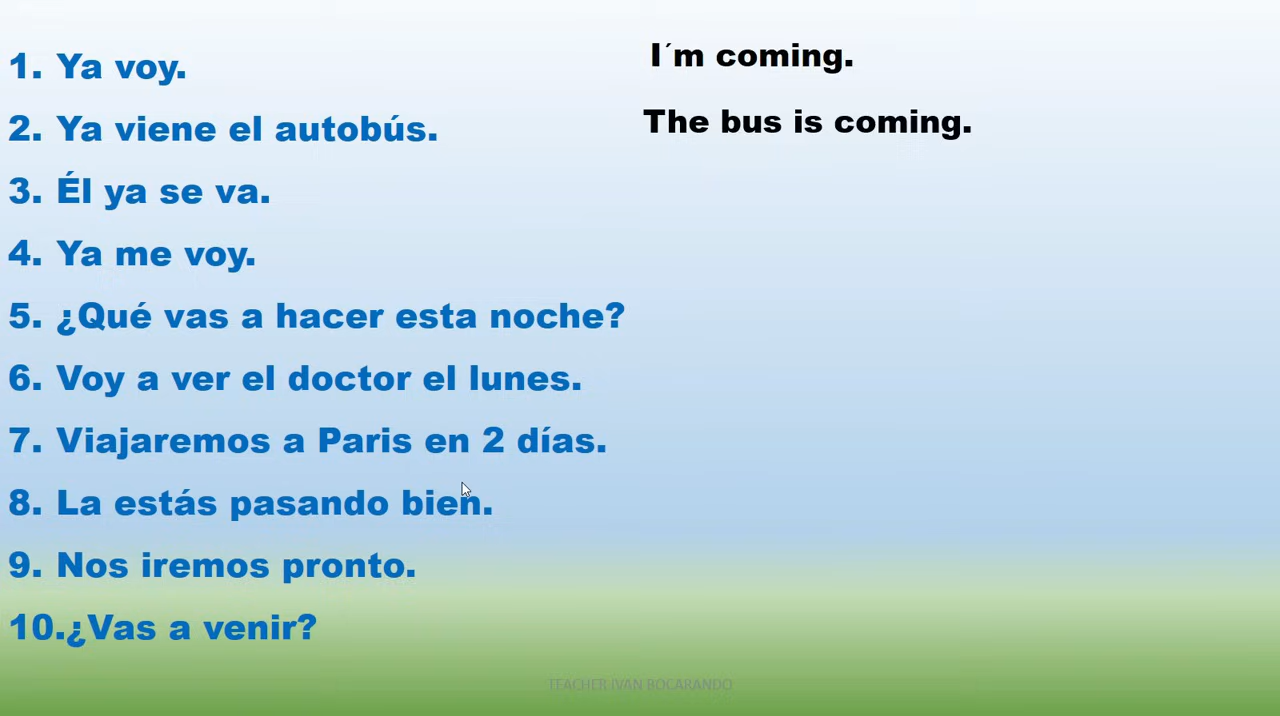 1. Ya voy.
I´m coming.
2. Ya viene el autobús.
The bus is coming.
3. Él ya se va.
4. Ya me voy.
5. ¿Qué vas a hacer esta noche?
6. Voy a ver el doctor el lunes.
7. Viajaremos a Paris en 2 días.
8. La estás pasando bien.
9. Nos iremos pronto.
10.¿Vas a venir?
TEACHER IVAN BOCARANDO